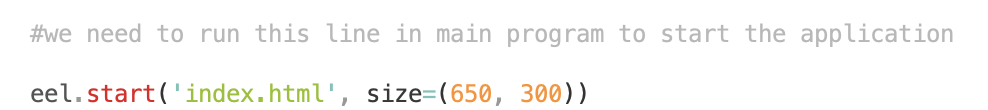 #we need to run this line in main program to start the application
eel.start('index.html', size=(650, 300))